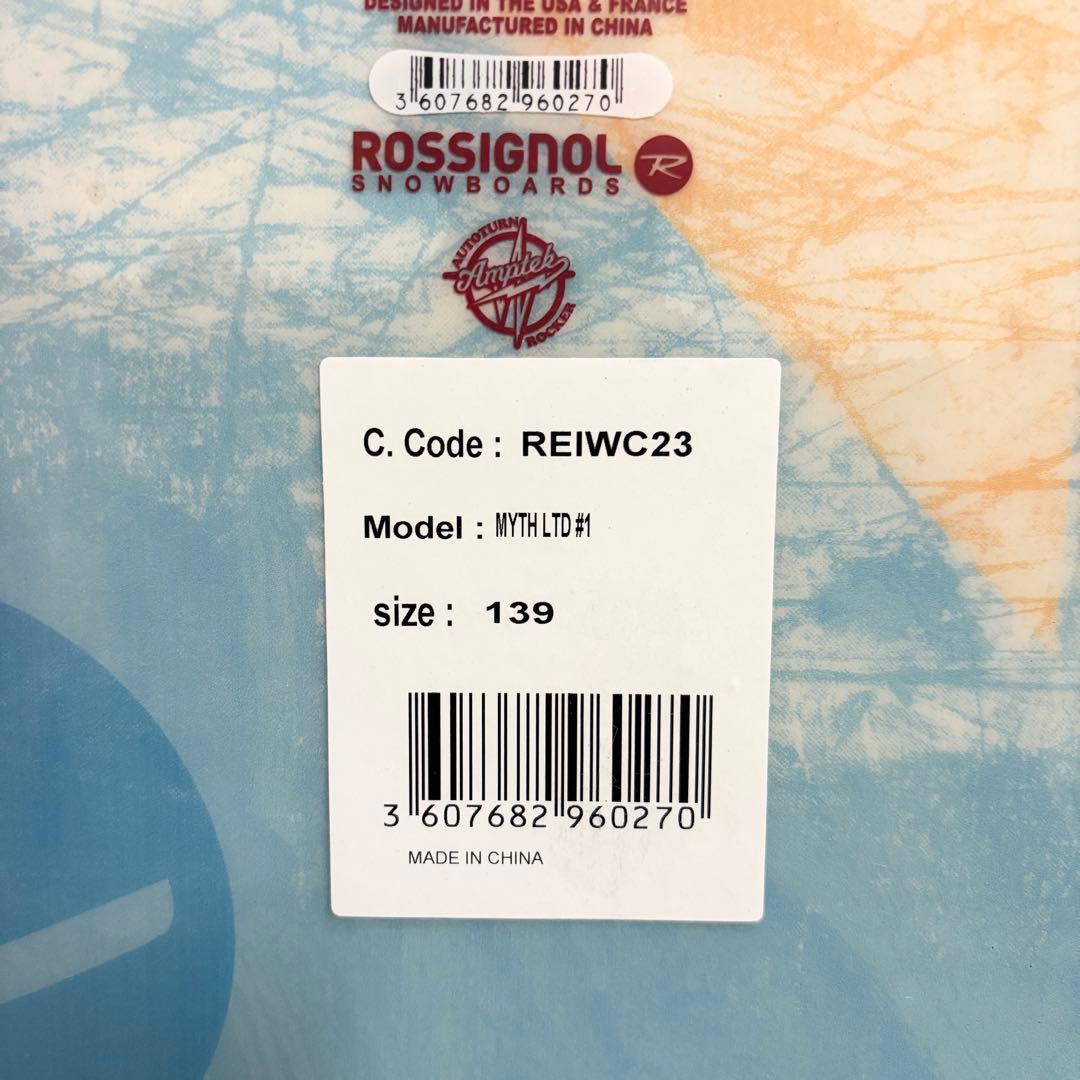 DESIGNED IN THE USA & FRANCE
MANUFACTURED IN CHINA
3 607682 960270
ROSSIGNOL R
SNOWBOARDS
AUTOTURN
Amptek
ROCKER
C. Code : REIWC23
Model : MYTH LTD #1
size : 139
3 607682 960270
MADE IN CHINA